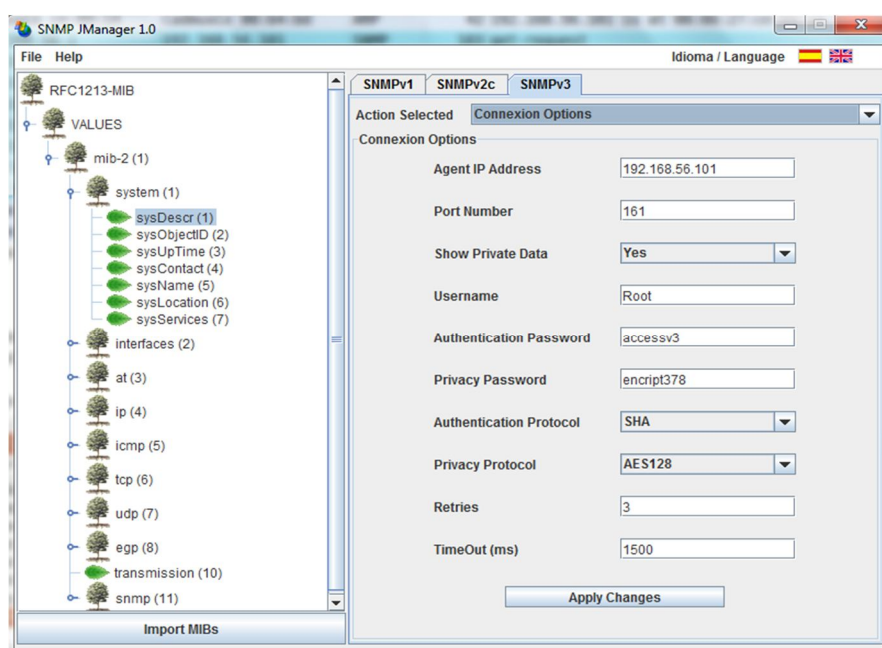 SNMP JManager 1.0
File Help
Idioma / Language
RFC1213-MIB
VALUES
mib-2 (1)
system (1)
sysDescr (1)
sysObjectID (2)
sysUpTime (3)
sysContact (4)
sysName (5)
sysLocation (6)
sysServices (7)
interfaces (2)
at (3)
ip (4)
icmp (5)
tcp (6)
udp (7)
egp (8)
transmission (10)
snmp (11)
Import MIBs
SNMPv1 SNMPv2c SNMPv3
Action Selected Connexion Options
Connexion Options
Agent IP Address 192.168.56.101
Port Number 161
Show Private Data Yes
Username Root
Authentication Password accessv3
Privacy Password encript378
Authentication Protocol SHA
Privacy Protocol AES128
Retries 3
TimeOut (ms) 1500
Apply Changes